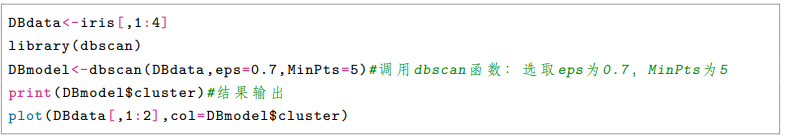 DBdata<-iris[,1:4]
library(dbscan)
DBmodel<-dbscan(DBdata,eps=0.7,MinPts=5)#调用dbscan函数：选取eps为0.7，MinPts为5
print(DBmodel$cluster)#结果输出
plot(DBdata[,1:2],col=DBmodel$cluster)